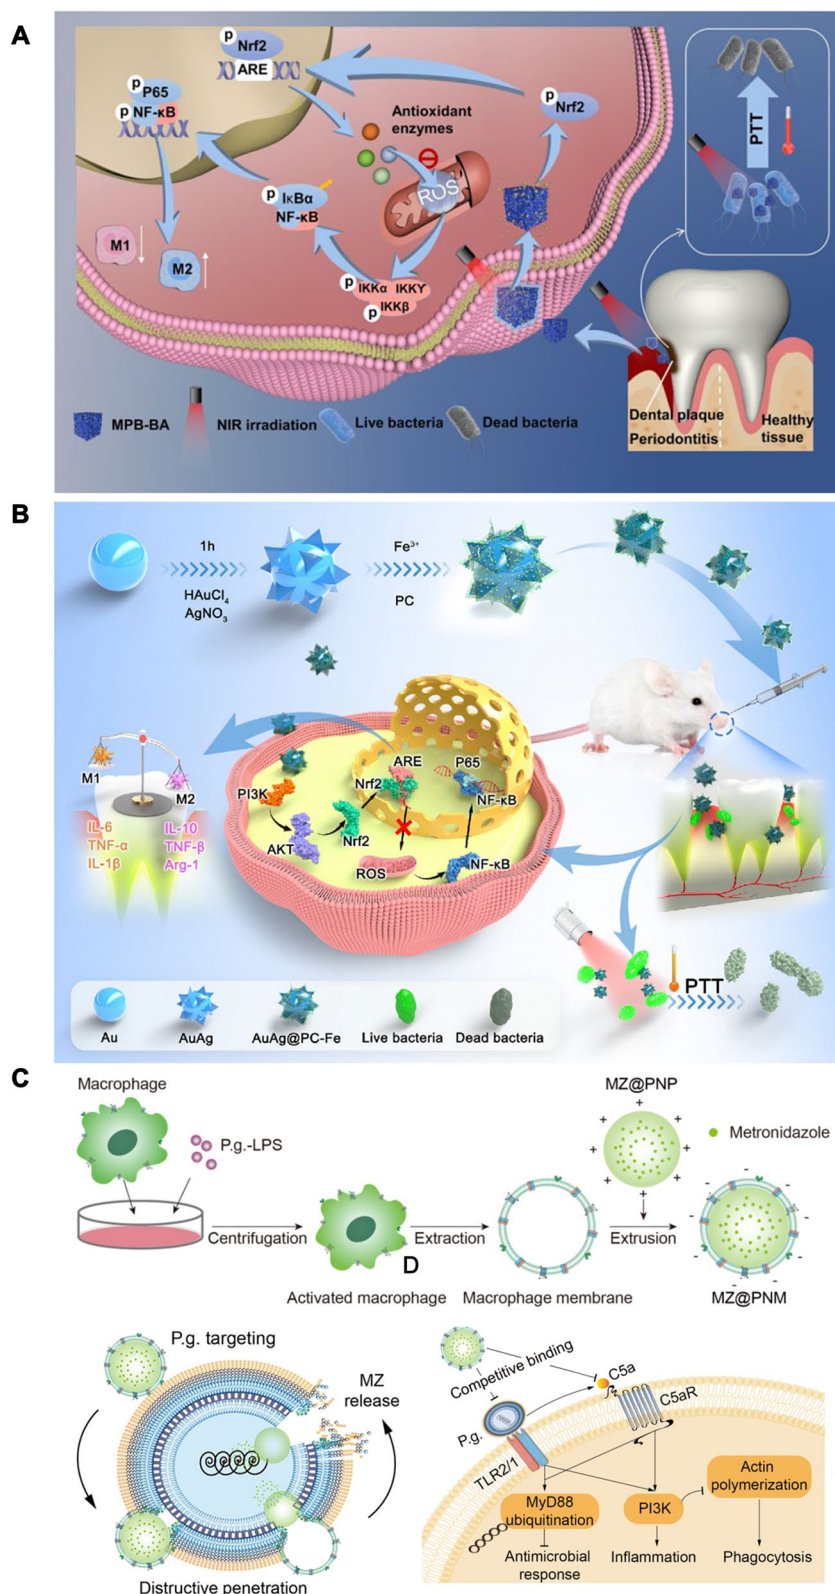 A
p
Nrf2
ARE
p
P65
p
NF-κB
Antioxidant
enzymes
p
Nrf2
PTT
p
IκBα
NF-κB
ROS
M1
M2
p
IKKα IKKY
p
IKKβ
MPB-BA
NIR irradiation
Live bacteria
Dead bacteria
Dental plaque
Periodontitis
Healthy
tissue
B
1h
HAuCl₄
AgNO₃
Fe³⁺
PC
M1
M2
IL-6
TNF-α
IL-1β
IL-10
TNF-β
Arg-1
PI3K
AKT
Nrf2
Nrf2
ARE
P65
NF-κB
ROS
NF-κB
PTT
Au
AuAg
AuAg@PC-Fe
Live bacteria
Dead bacteria
C
Macrophage
P.g.-LPS
Centrifugation
Activated macrophage
Extraction
Macrophage membrane
MZ@PNP
Metronidazole
Extrusion
MZ@PNM
D
P.g. targeting
MZ
release
Distructive penetration
Competitive binding
C5a
C5aR
P.g.
TLR2/1
MyD88
ubiquitination
PI3K
Actin
polymerization
Antimicrobial
response
Inflammation
Phagocytosis